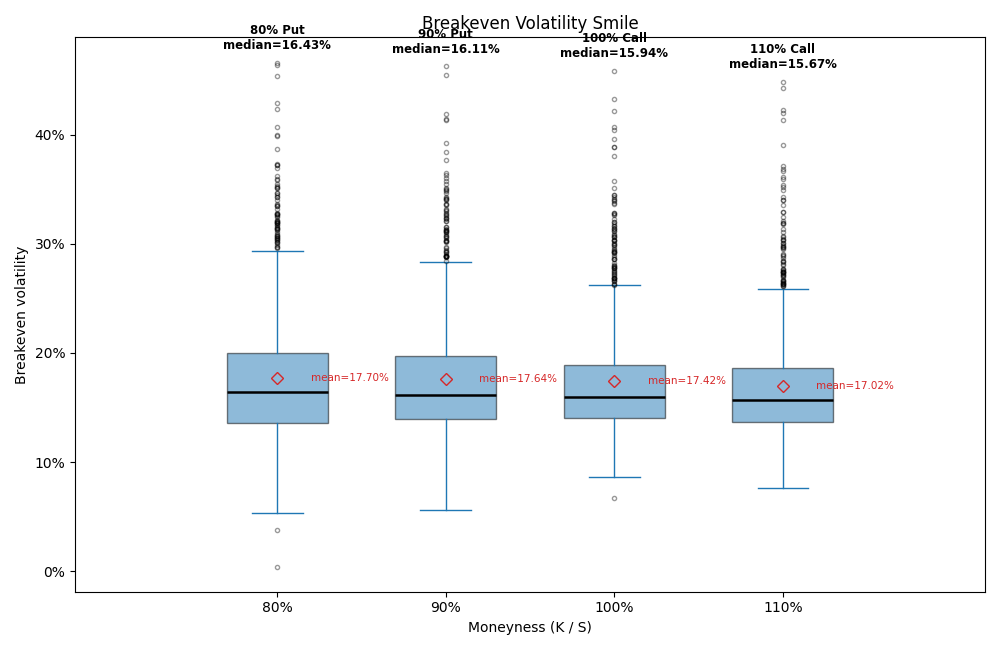 Breakeven Volatility Smile
80% Put
median=16.43%
90% Put
median=16.11%
100% Call
median=15.94%
110% Call
median=15.67%
40%
30%
20%
10%
0%
Breakeven volatility
mean=17.70%
mean=17.64%
mean=17.42%
mean=17.02%
80%
90%
100%
110%
Moneyness (K / S)